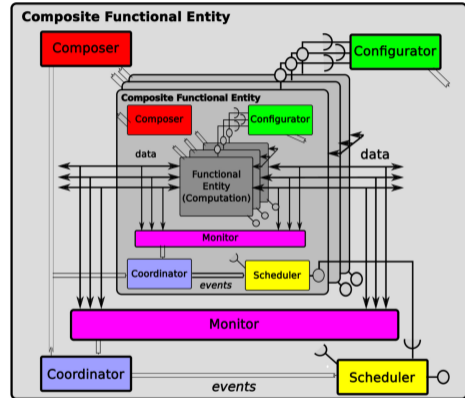 Composite Functional Entity
Composer
Configurator
Composite Functional Entity
Composer
Configurator
data
data
Functional
Entity
(Computation)
Monitor
Coordinator
Scheduler
events
Monitor
Coordinator
Scheduler
events